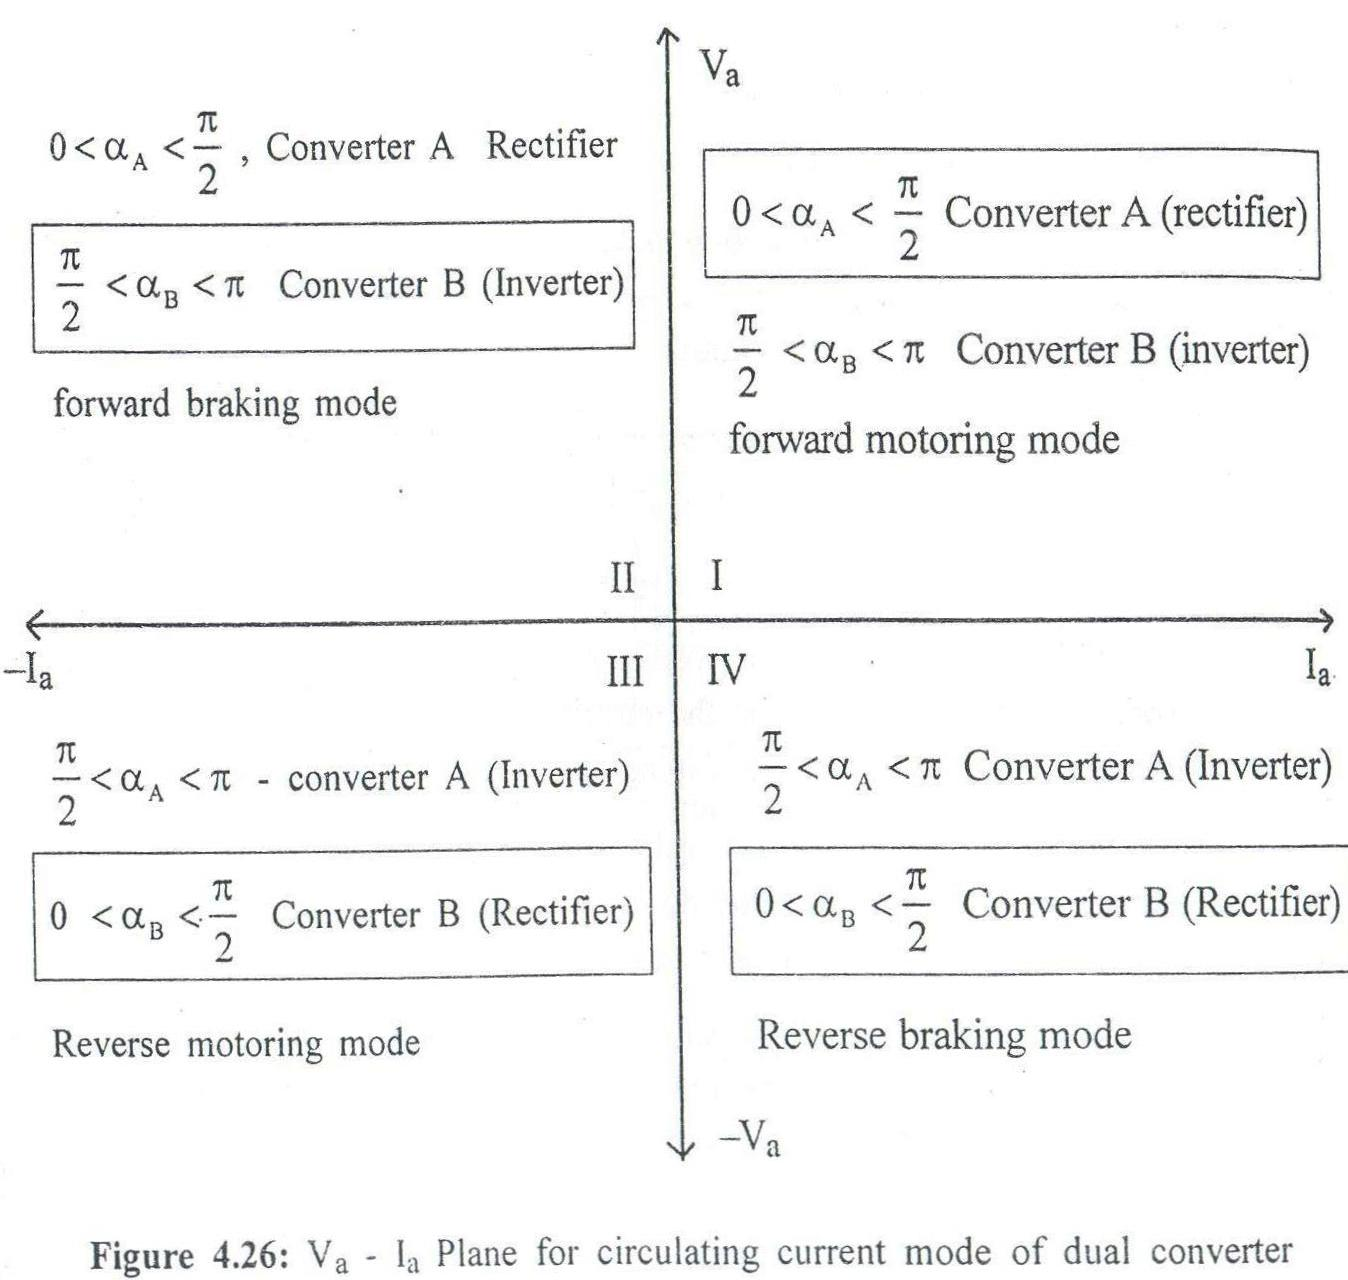 Va
0 < αA < π/2 , Converter A Rectifier
π/2 < αB < π Converter B (Inverter)
forward braking mode
0 < αA < π/2 Converter A (rectifier)
π/2 < αB < π Converter B (inverter)
forward motoring mode
II I
–Ia III IV Ia
π/2 < αA < π - converter A (Inverter)
0 < αB < π/2 Converter B (Rectifier)
Reverse motoring mode
π/2 < αA < π Converter A (Inverter)
0 < αB < π/2 Converter B (Rectifier)
Reverse braking mode
–Va
Figure 4.26: Va - Ia Plane for circulating current mode of dual converter